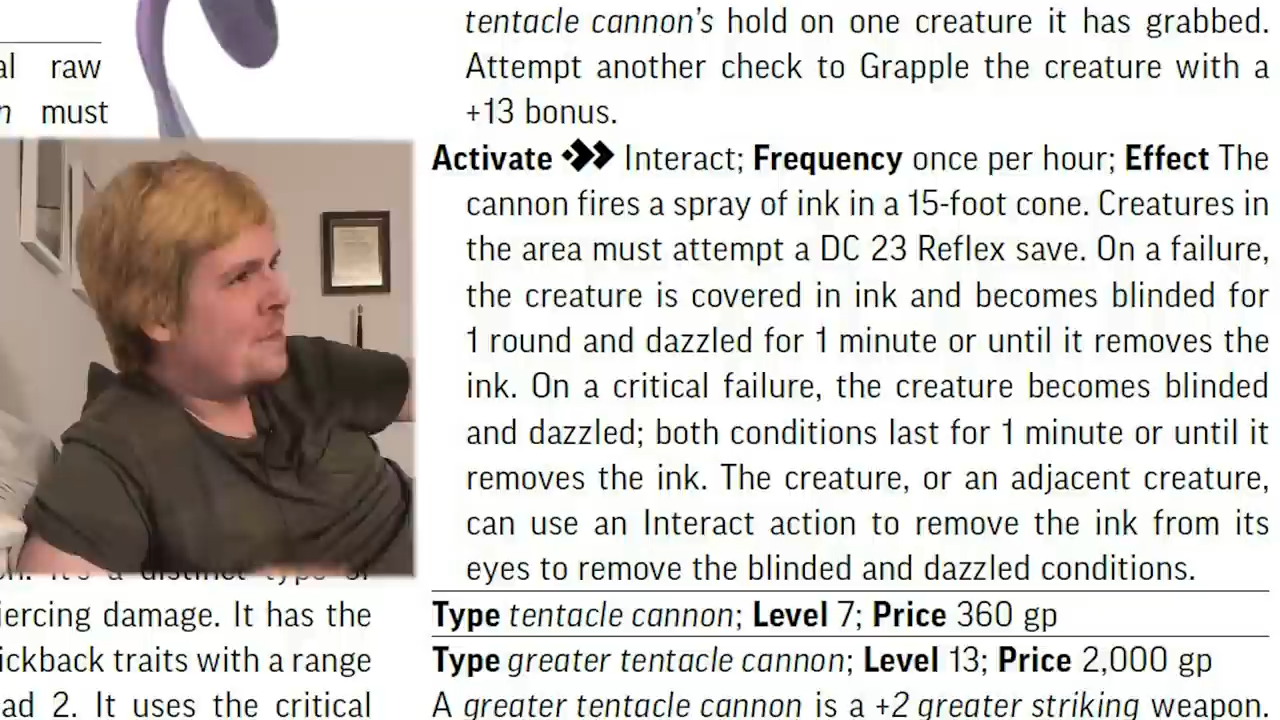 al raw
n must
iercing damage. It has the
ickback traits with a range
ad 2. It uses the critical
tentacle cannon's hold on one creature it has grabbed.
Attempt another check to Grapple the creature with a
+13 bonus.
Activate Interact; Frequency once per hour; Effect The
cannon fires a spray of ink in a 15-foot cone. Creatures in
the area must attempt a DC 23 Reflex save. On a failure,
the creature is covered in ink and becomes blinded for
1 round and dazzled for 1 minute or until it removes the
ink. On a critical failure, the creature becomes blinded
and dazzled; both conditions last for 1 minute or until it
removes the ink. The creature, or an adjacent creature,
can use an Interact action to remove the ink from its
eyes to remove the blinded and dazzled conditions.
Type tentacle cannon; Level 7; Price 360 gp
Type greater tentacle cannon; Level 13; Price 2,000 gp
A greater tentacle cannon is a +2 greater striking weapon.